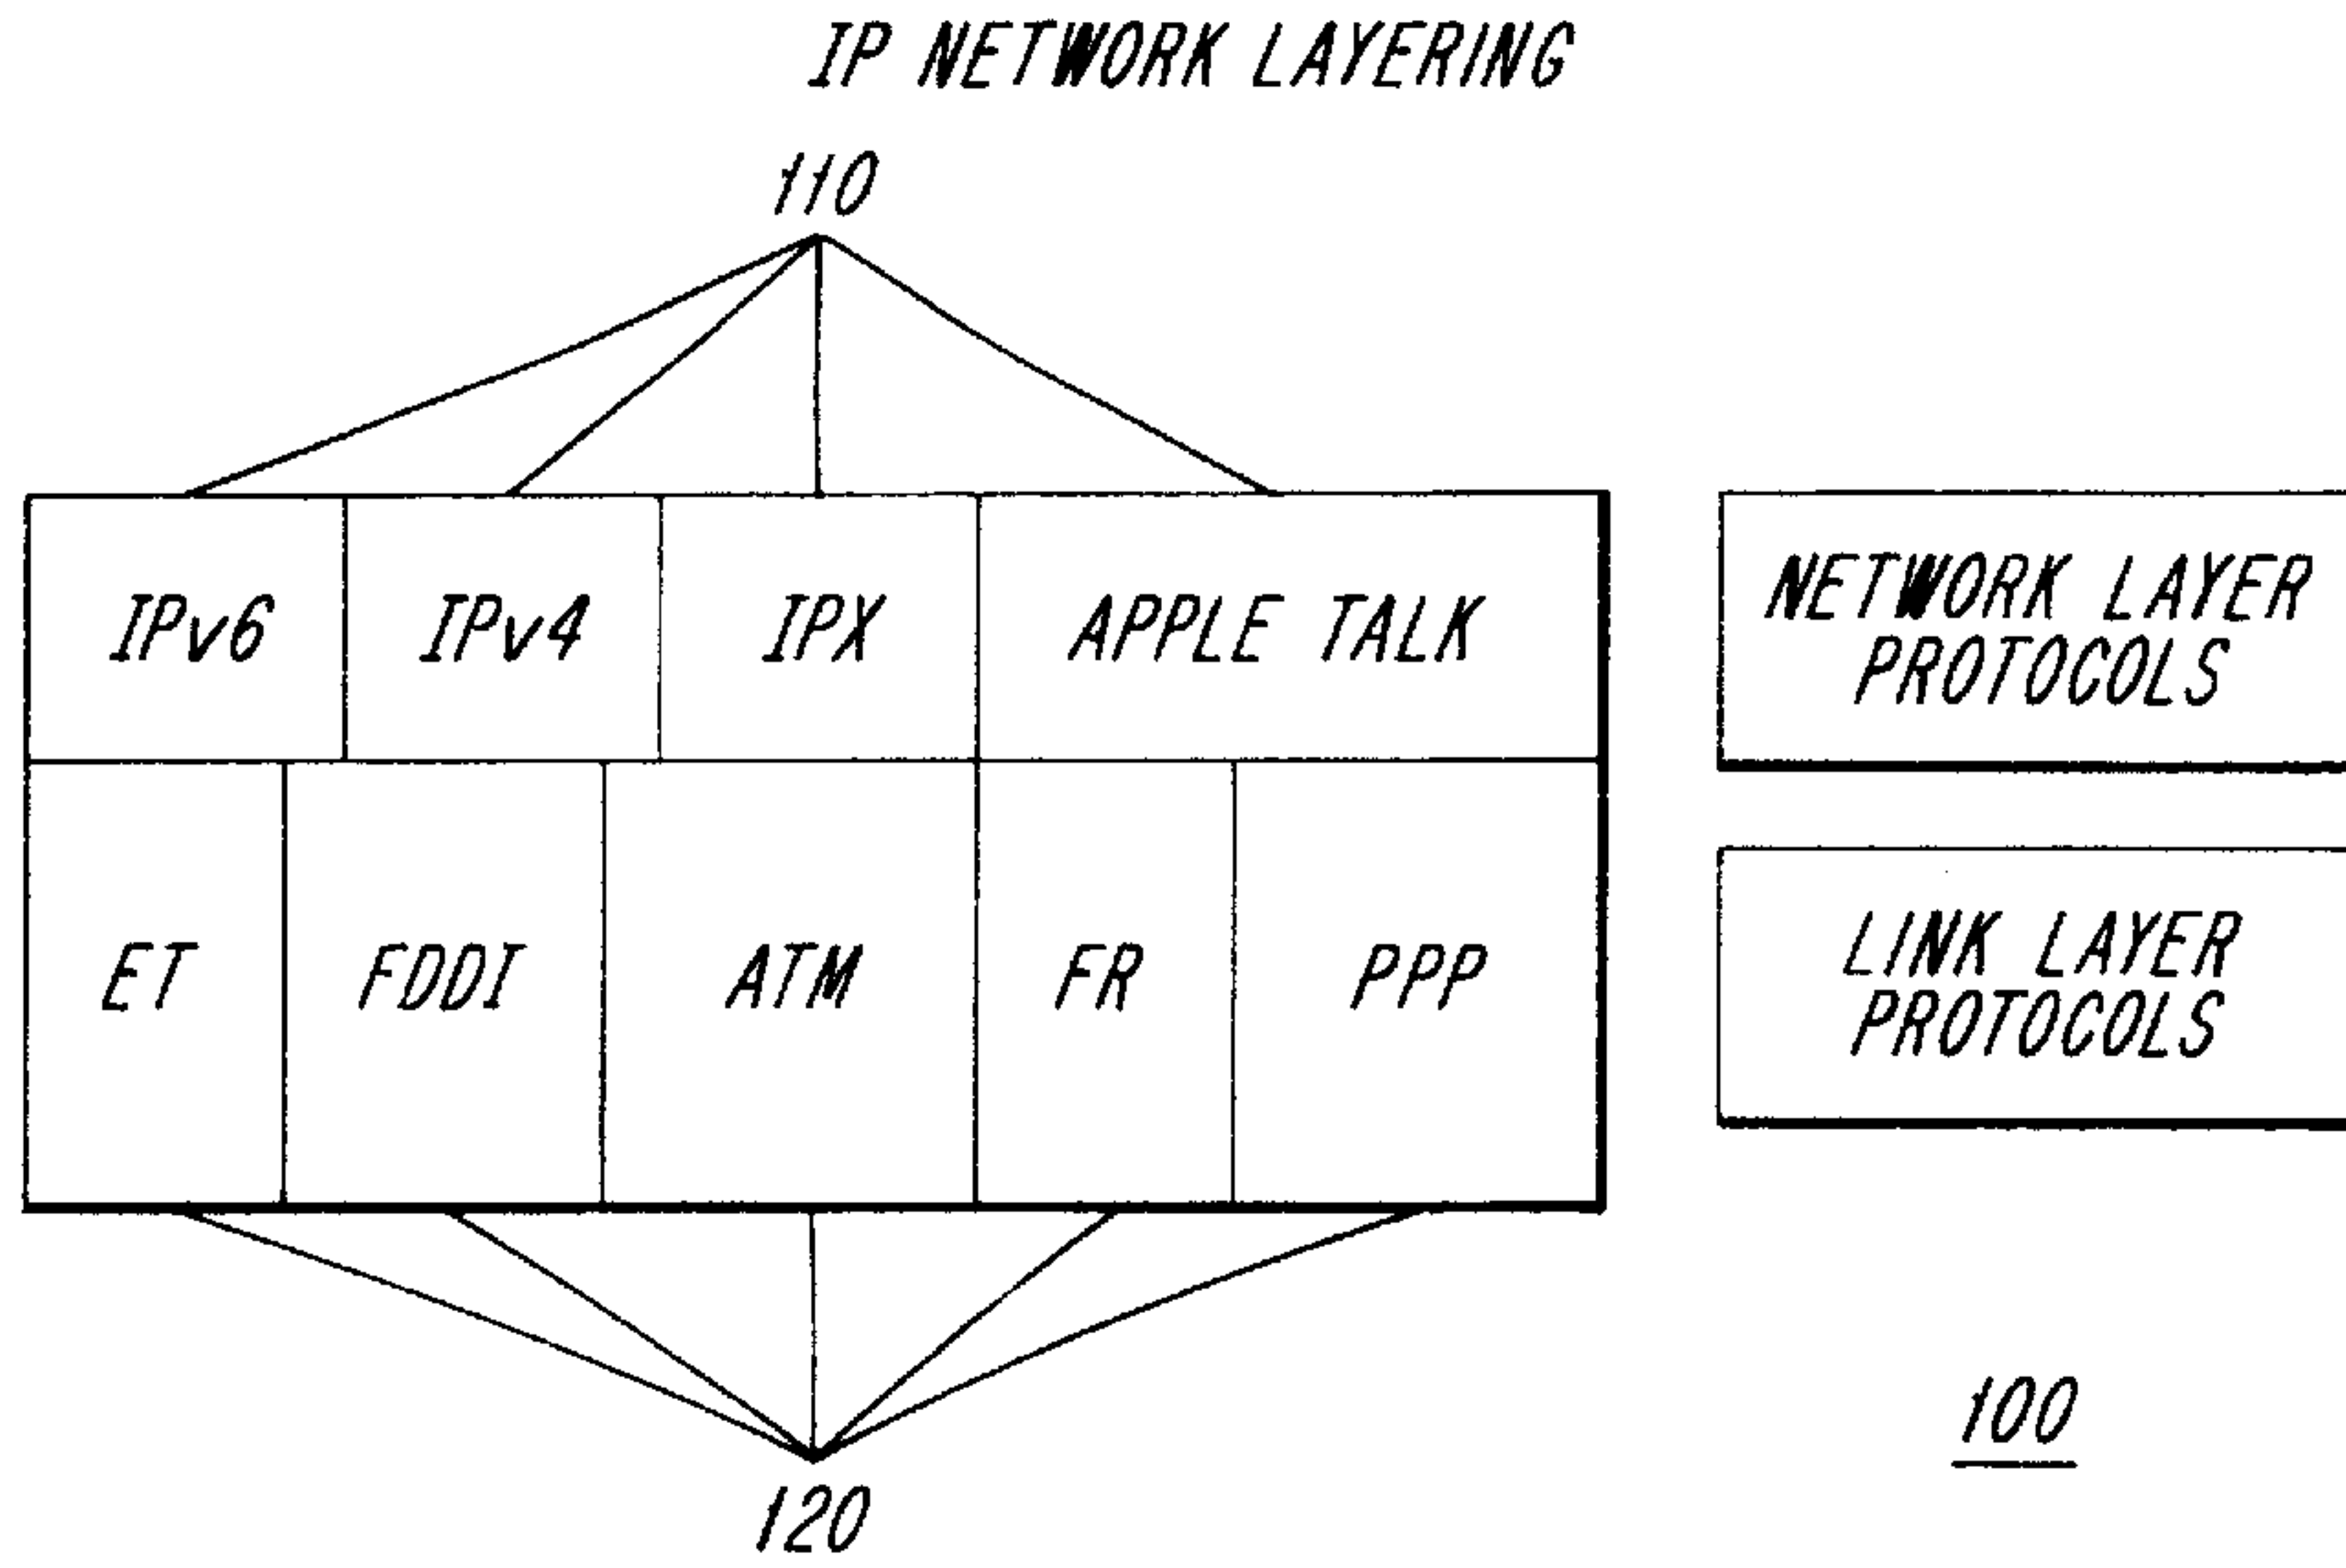 IP NETWORK LAYERING
110
IPv6 IPv4 IPX APPLE TALK
NETWORK LAYER
PROTOCOLS
ET FDDI ATM FR PPP
LINK LAYER
PROTOCOLS
100
120